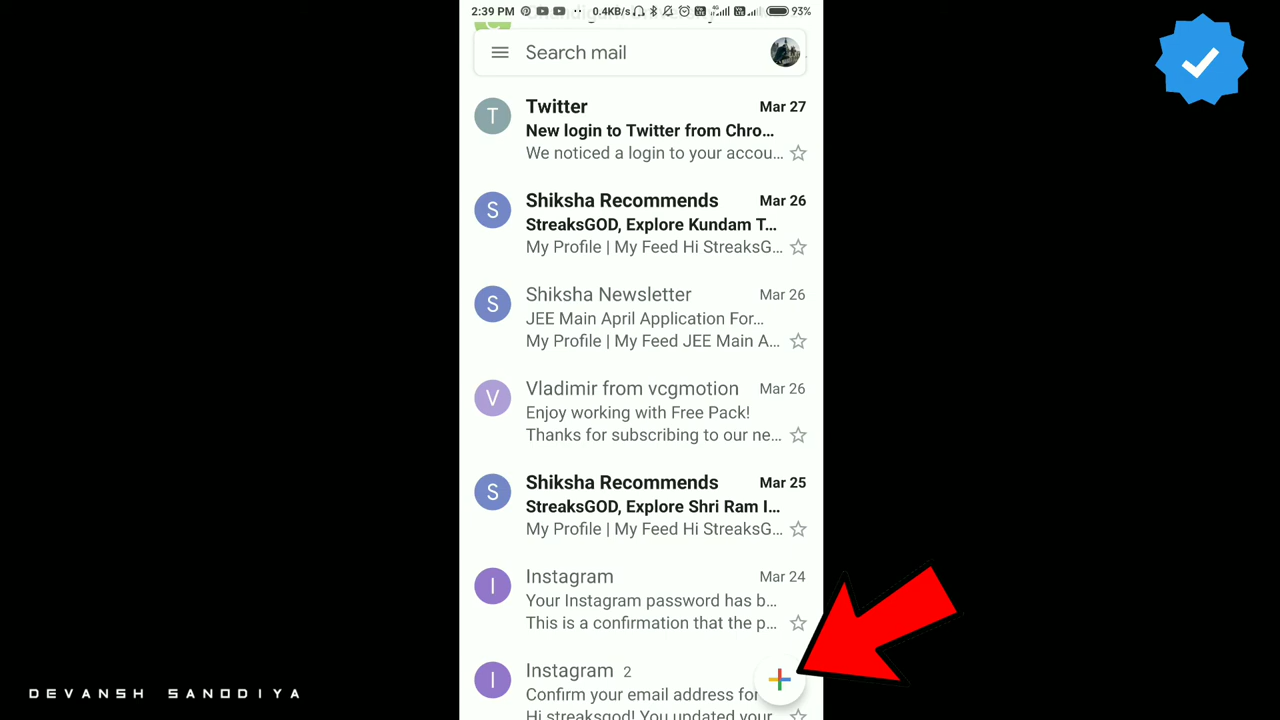 2:39 PM 0.4KB/s 93%
Search mail
T
Twitter Mar 27
New login to Twitter from Chro…
We noticed a login to your accou…
S
Shiksha Recommends Mar 26
StreaksGOD, Explore Kundam T…
My Profile | My Feed Hi StreaksG…
S
Shiksha Newsletter Mar 26
JEE Main April Application For…
My Profile | My Feed JEE Main A…
V
Vladimir from vcgmotion Mar 26
Enjoy working with Free Pack!
Thanks for subscribing to our ne…
S
Shiksha Recommends Mar 25
StreaksGOD, Explore Shri Ram I…
My Profile | My Feed Hi StreaksG…
I
Instagram Mar 24
Your Instagram password has b…
This is a confirmation that the p…
I
Instagram 2
Confirm your email address for
Hi streaksgod! You updated your
DEVANSH SANODIYA